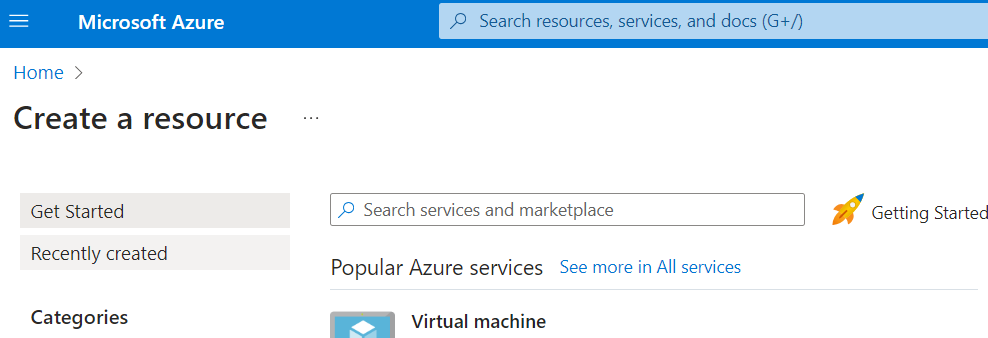 Microsoft Azure
Search resources, services, and docs (G+/)
Home >
Create a resource ...
Get Started
Recently created
Categories
Search services and marketplace
Getting Started
Popular Azure services See more in All services
Virtual machine